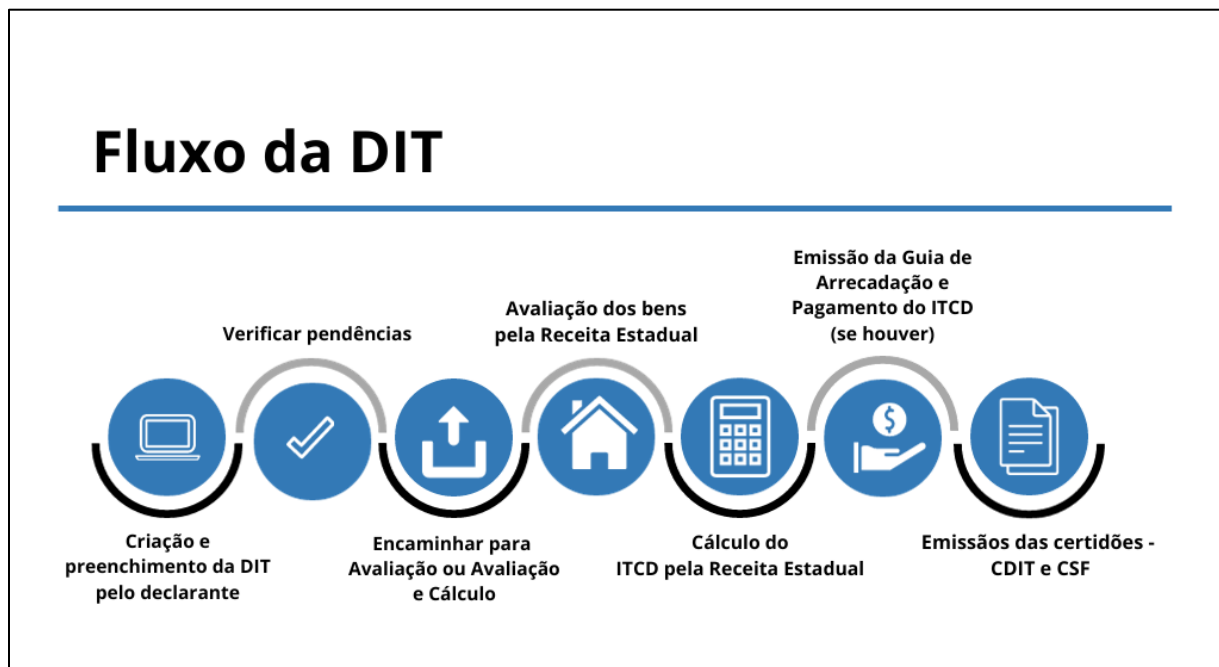 Fluxo da DIT
Criação e
preenchimento da DIT
pelo declarante
Verificar pendências
Encaminhar para
Avaliação ou Avaliação
e Cálculo
Avaliação dos bens
pela Receita Estadual
Cálculo do
ITCD pela Receita Estadual
Emissão da Guia de
Arrecadação e
Pagamento do ITCD
(se houver)
Emissãos das certidões -
CDIT e CSF